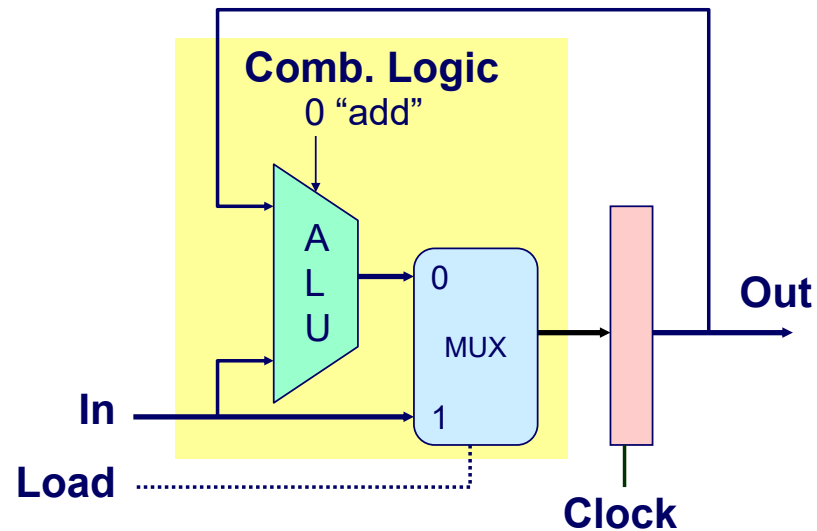 Comb. Logic
0 “add”
A
L
U
0
MUX
1
Out
In
Load
Clock